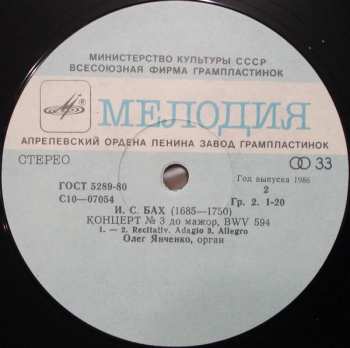 МИНИСТЕРСТВО КУЛЬТУРЫ СССР
ВСЕСОЮЗНАЯ ФИРМА ГРАМПЛАСТИНОК
МЕЛОДИЯ
АПРЕЛЕВСКИЙ ОРДЕНА ЛЕНИНА ЗАВОД ГРАМПЛАСТИНОК
СТЕРЕО 33
ГОСТ 5289-80 Год выпуска 1986
С10—07054 2
Гр. 2. 1-20
И. С. БАХ (1685—1750)
КОНЦЕРТ № 3 до мажор, BWV 594
1. — 2. Recitativ. Adagio 3. Allegro
Олег Янченко, орган